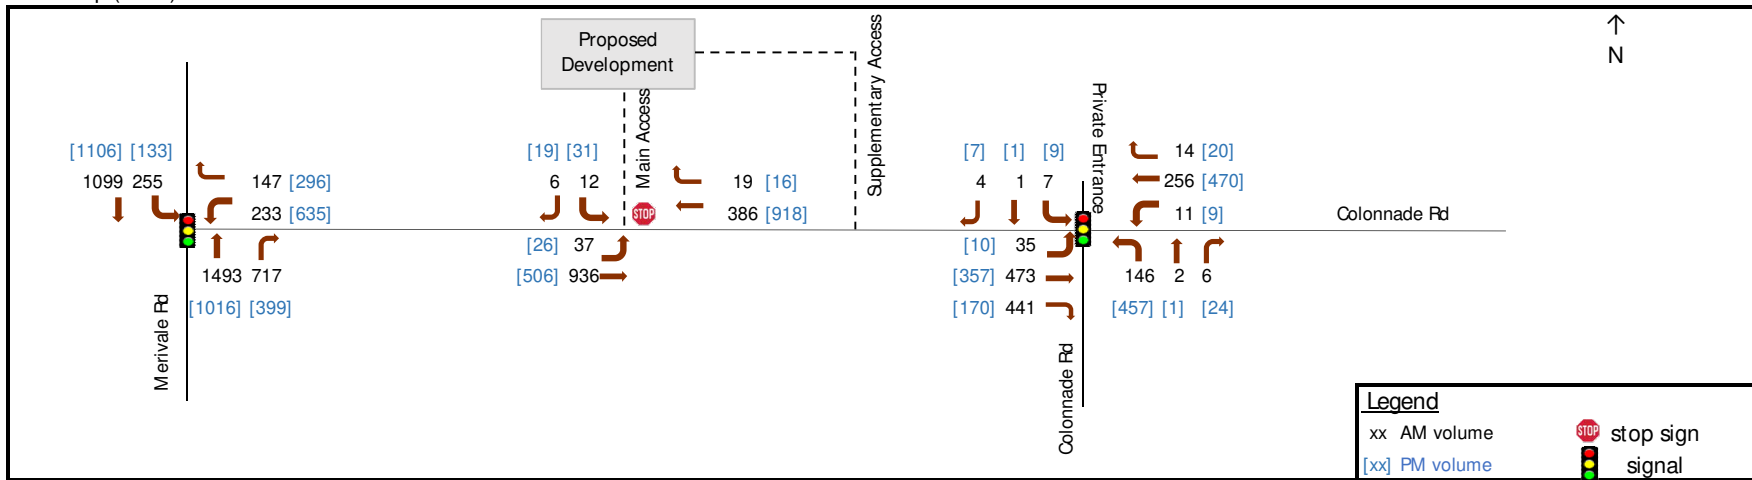 Proposed
Development
Main Access
Supplementary Access
N
Private Entrance
[1106] [133]
1099 255
147 [296]
233 [635]
1493 717
[1016] [399]
Merivale Rd
[19] [31]
6 12
STOP
19 [16]
386 [918]
[26] 37
[506] 936
[7] [1] [9]
4 1 7
14 [20]
256 [470]
11 [9]
Colonnade Rd
[10] 35
[357] 473
[170] 441
146 2 6
[457] [1] [24]
Colonnade Rd
Legend
xx AM volume
STOP stop sign
[xx] PM volume
signal